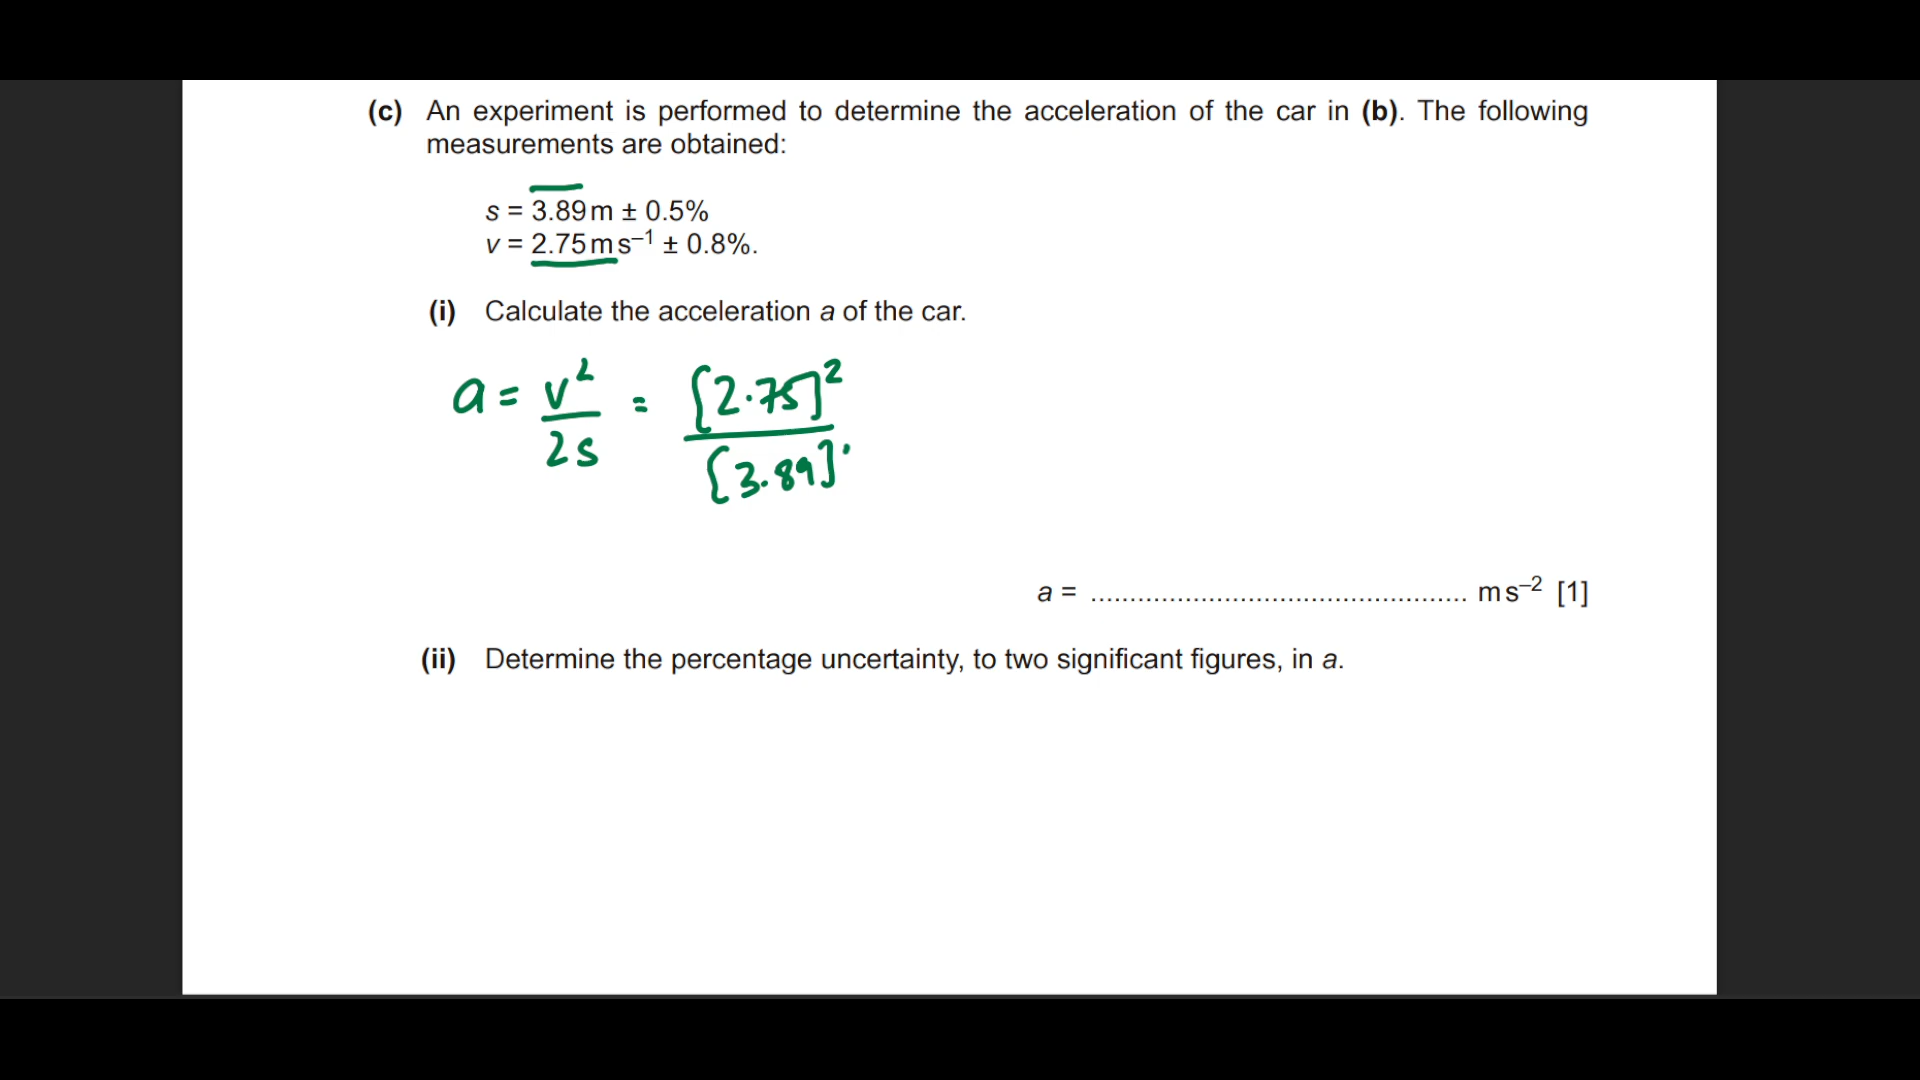 (c) An experiment is performed to determine the acceleration of the car in (b). The following
measurements are obtained:
s = 3.89 m ± 0.5%
v = 2.75 m s⁻¹ ± 0.8%.
(i) Calculate the acceleration a of the car.
a = v²/2s = [2.75]²/[3.89]
a = ................................................ m s⁻² [1]
(ii) Determine the percentage uncertainty, to two significant figures, in a.